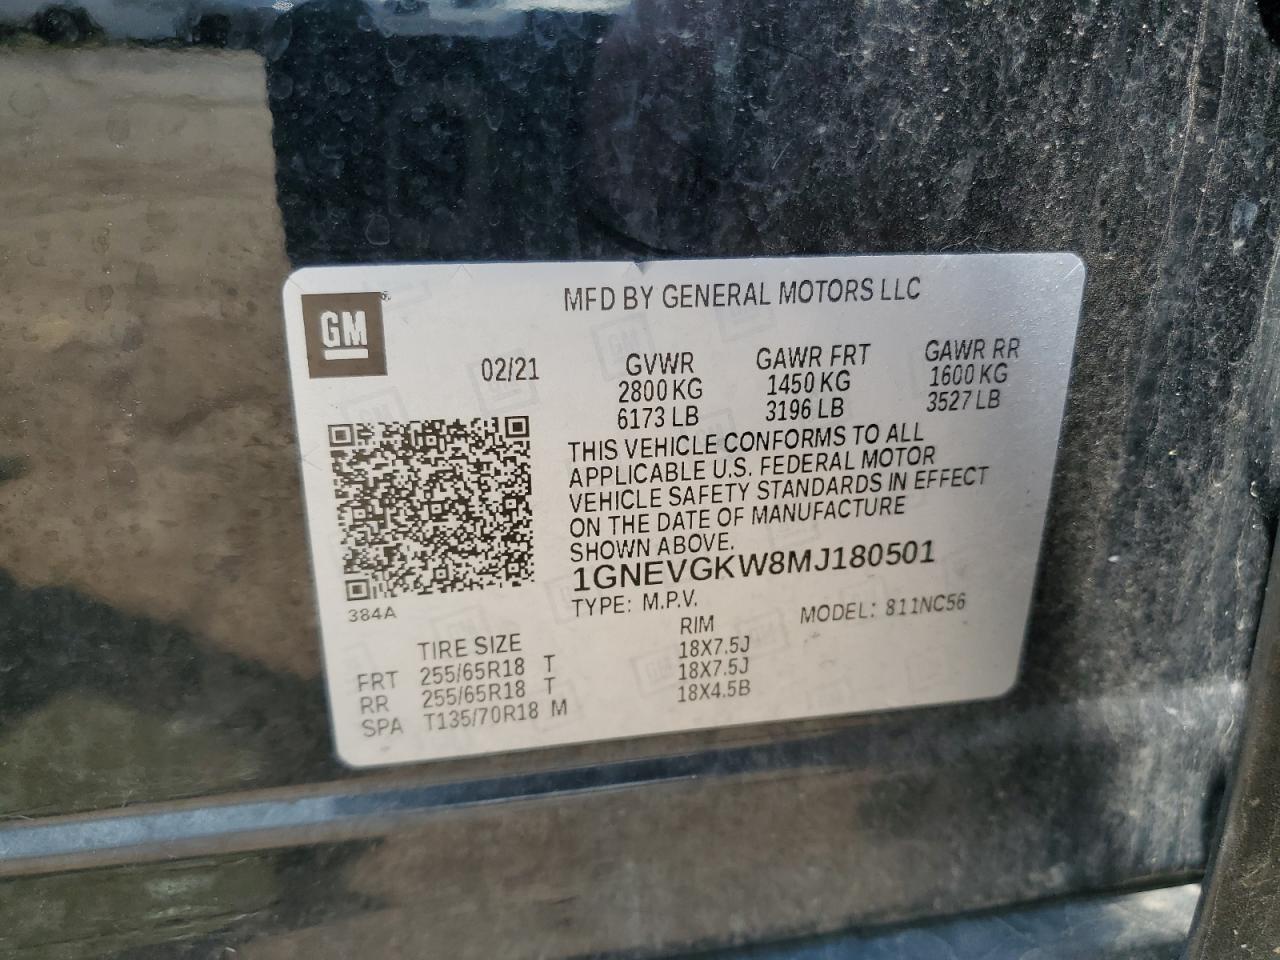 GM
MFD BY GENERAL MOTORS LLC
02/21 GVWR GAWR FRT GAWR RR
2800 KG 1450 KG 1600 KG
6173 LB 3196 LB 3527 LB
THIS VEHICLE CONFORMS TO ALL
APPLICABLE U.S. FEDERAL MOTOR
VEHICLE SAFETY STANDARDS IN EFFECT
ON THE DATE OF MANUFACTURE
SHOWN ABOVE.
1GNEVGKW8MJ180501
384A
TYPE: M.P.V. MODEL: 811NC56
TIRE SIZE RIM
FRT 255/65R18 T 18X7.5J
RR 255/65R18 T 18X7.5J
SPA T135/70R18 M 18X4.5B